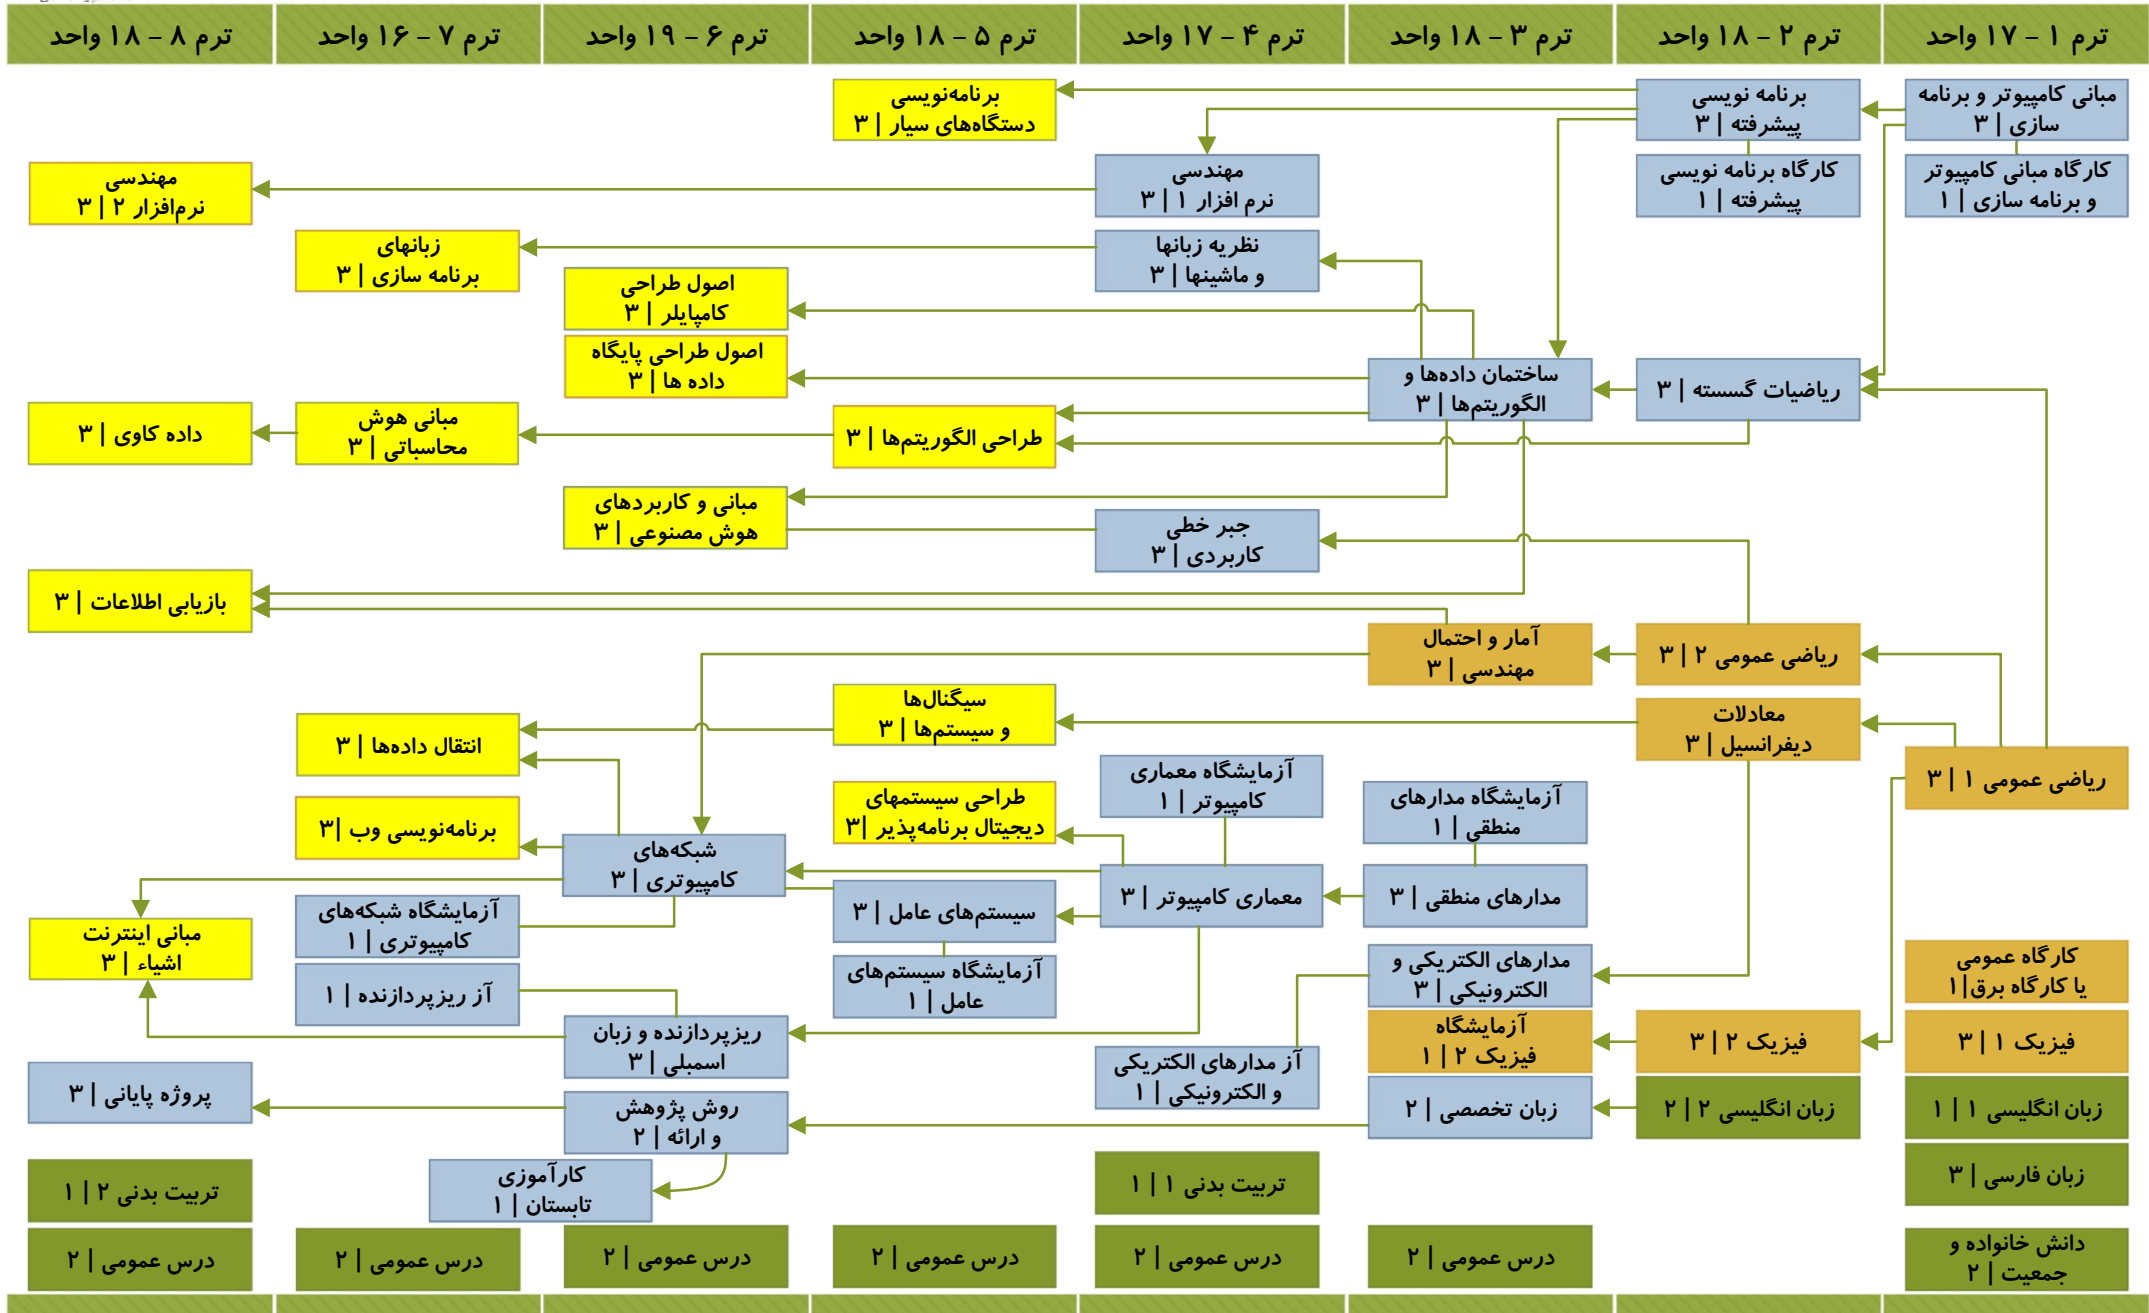 ترم ۱ – ۱۷ واحد
ترم ۲ – ۱۸ واحد
ترم ۳ – ۱۸ واحد
ترم ۴ – ۱۷ واحد
ترم ۵ – ۱۸ واحد
ترم ۶ – ۱۹ واحد
ترم ۷ – ۱۶ واحد
ترم ۸ – ۱۸ واحد
مبانی کامپیوتر و برنامه
سازی | ۳
کارگاه مبانی کامپیوتر
و برنامه سازی | ۱
ریاضی عمومی ۱ | ۳
کارگاه عمومی
یا کارگاه برق|۱
فیزیک ۱ | ۳
زبان انگلیسی ۱ | ۱
زبان فارسی | ۳
دانش خانواده و
جمعیت | ۲
برنامه نویسی
پیشرفته | ۳
کارگاه برنامه نویسی
پیشرفته | ۱
ریاضیات گسسته | ۳
ریاضی عمومی ۲ | ۳
معادلات
دیفرانسیل | ۳
فیزیک ۲ | ۳
زبان انگلیسی ۲ | ۲
ساختمان داده‌ها و
الگوریتم‌ها | ۳
آمار و احتمال
مهندسی | ۳
آزمایشگاه مدارهای
منطقی | ۱
مدارهای منطقی | ۳
مدارهای الکتریکی و
الکترونیکی | ۳
آزمایشگاه
فیزیک ۲ | ۱
زبان تخصصی | ۲
درس عمومی | ۲
مهندسی
نرم افزار ۱ | ۳
نظریه زبانها
و ماشینها | ۳
جبر خطی
کاربردی | ۳
آزمایشگاه معماری
کامپیوتر | ۱
معماری کامپیوتر | ۳
آز مدارهای الکتریکی
و الکترونیکی | ۱
تربیت بدنی ۱ | ۱
درس عمومی | ۲
برنامه‌نویسی
دستگاه‌های سیار | ۳
طراحی الگوریتم‌ها | ۳
سیگنال‌ها
و سیستم‌ها | ۳
طراحی سیستمهای
دیجیتال برنامه‌پذیر |۳
سیستم‌های عامل | ۳
آزمایشگاه سیستم‌های
عامل | ۱
درس عمومی | ۲
اصول طراحی
کامپایلر | ۳
اصول طراحی پایگاه
داده ها | ۳
مبانی و کاربردهای
هوش مصنوعی | ۳
شبکه‌های
کامپیوتری | ۳
ریزپردازنده و زبان
اسمبلی | ۳
روش پژوهش
و ارائه | ۲
کارآموزی
تابستان | ۱
درس عمومی | ۲
زبانهای
برنامه سازی | ۳
مبانی هوش
محاسباتی | ۳
انتقال داده‌ها | ۳
برنامه‌نویسی وب |۳
آزمایشگاه شبکه‌های
کامپیوتری | ۱
آز ریزپردازنده | ۱
درس عمومی | ۲
مهندسی
نرم‌افزار ۲ | ۳
داده کاوی | ۳
بازیابی اطلاعات | ۳
مبانی اینترنت
اشیاء | ۳
پروژه پایانی | ۳
تربیت بدنی ۲ | ۱
درس عمومی | ۲